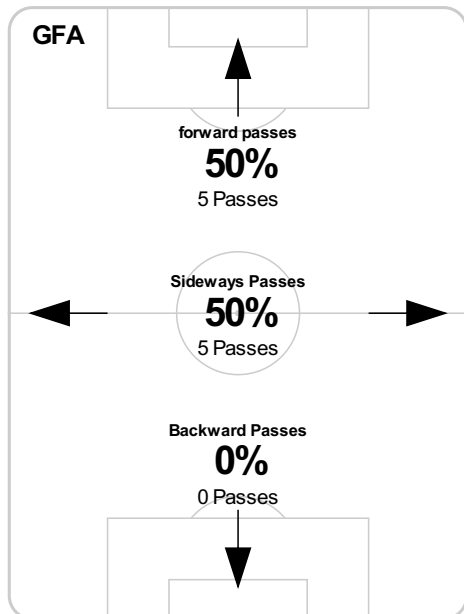 GFA
forward passes
50%
5 Passes
Sideways Passes
50%
5 Passes
Backward Passes
0%
0 Passes